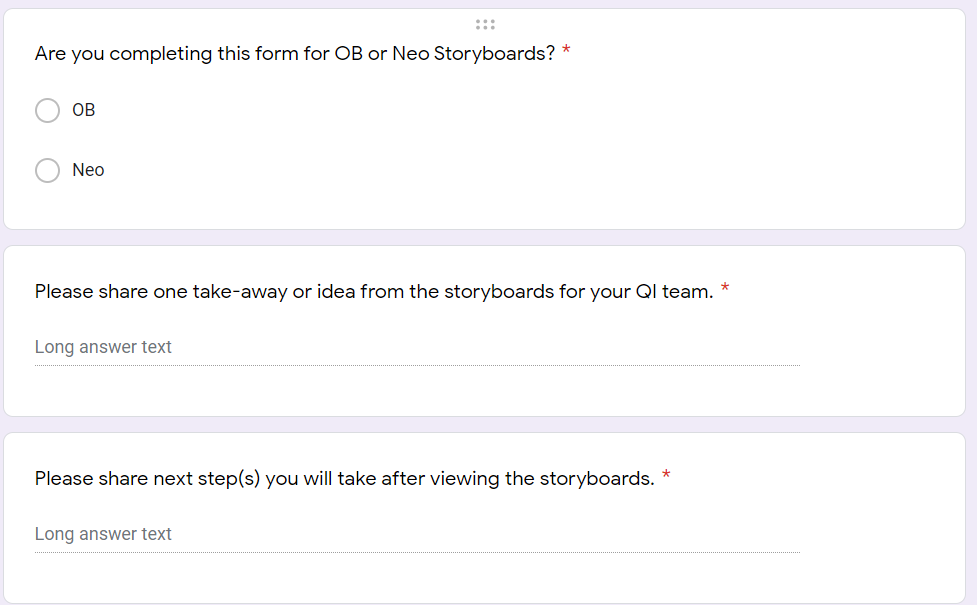 Are you completing this form for OB or Neo Storyboards? *
OB
Neo
Please share one take-away or idea from the storyboards for your QI team. *
Long answer text
Please share next step(s) you will take after viewing the storyboards. *
Long answer text